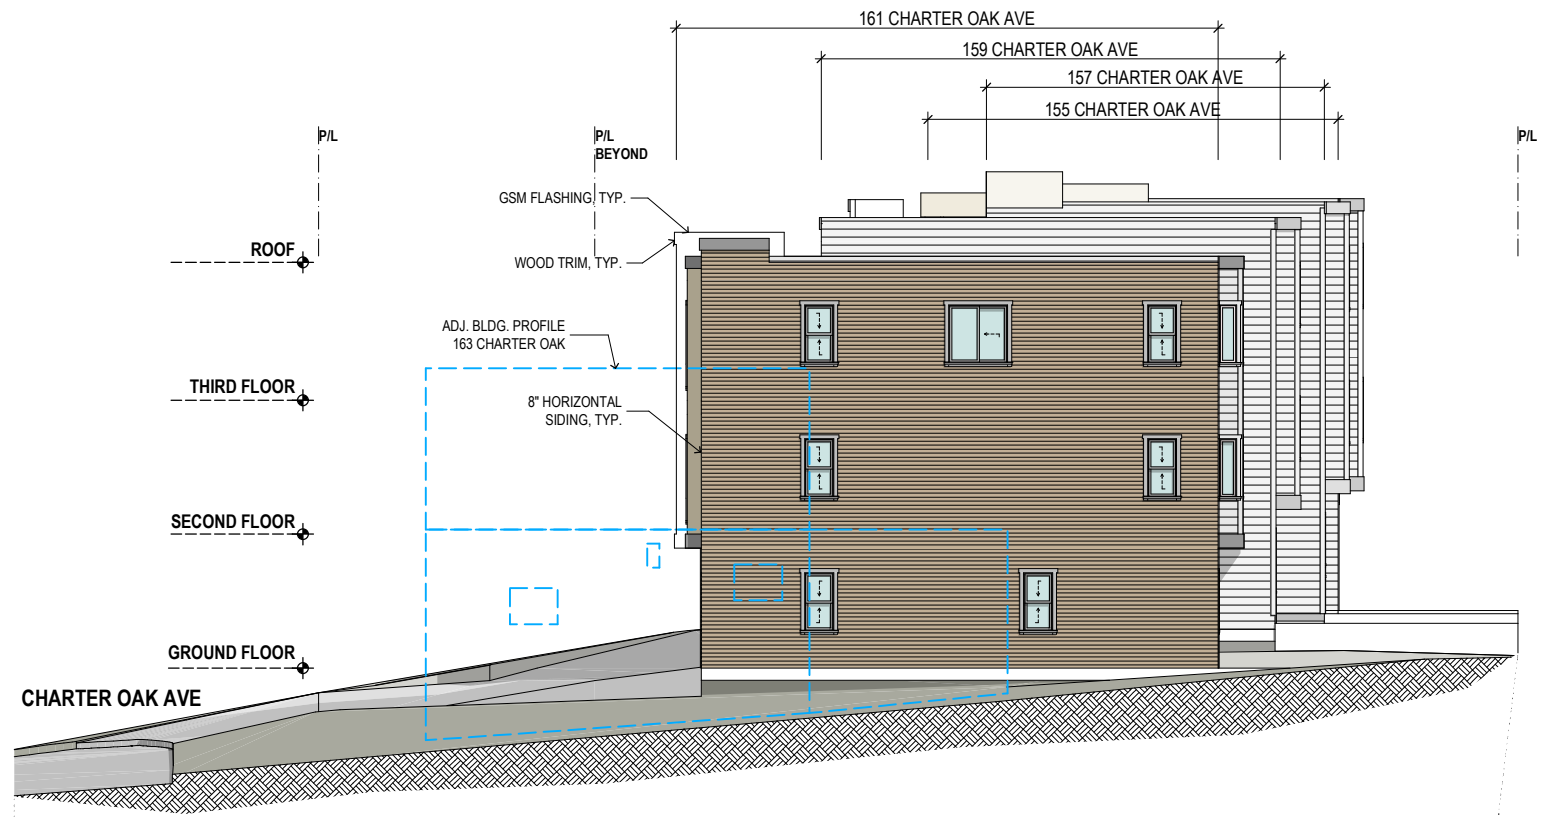 161 CHARTER OAK AVE
159 CHARTER OAK AVE
157 CHARTER OAK AVE
155 CHARTER OAK AVE
P/L
P/L
BEYOND
P/L
GSM FLASHING, TYP.
ROOF
WOOD TRIM, TYP.
ADJ. BLDG. PROFILE
163 CHARTER OAK
THIRD FLOOR
8" HORIZONTAL
SIDING, TYP.
SECOND FLOOR
GROUND FLOOR
CHARTER OAK AVE